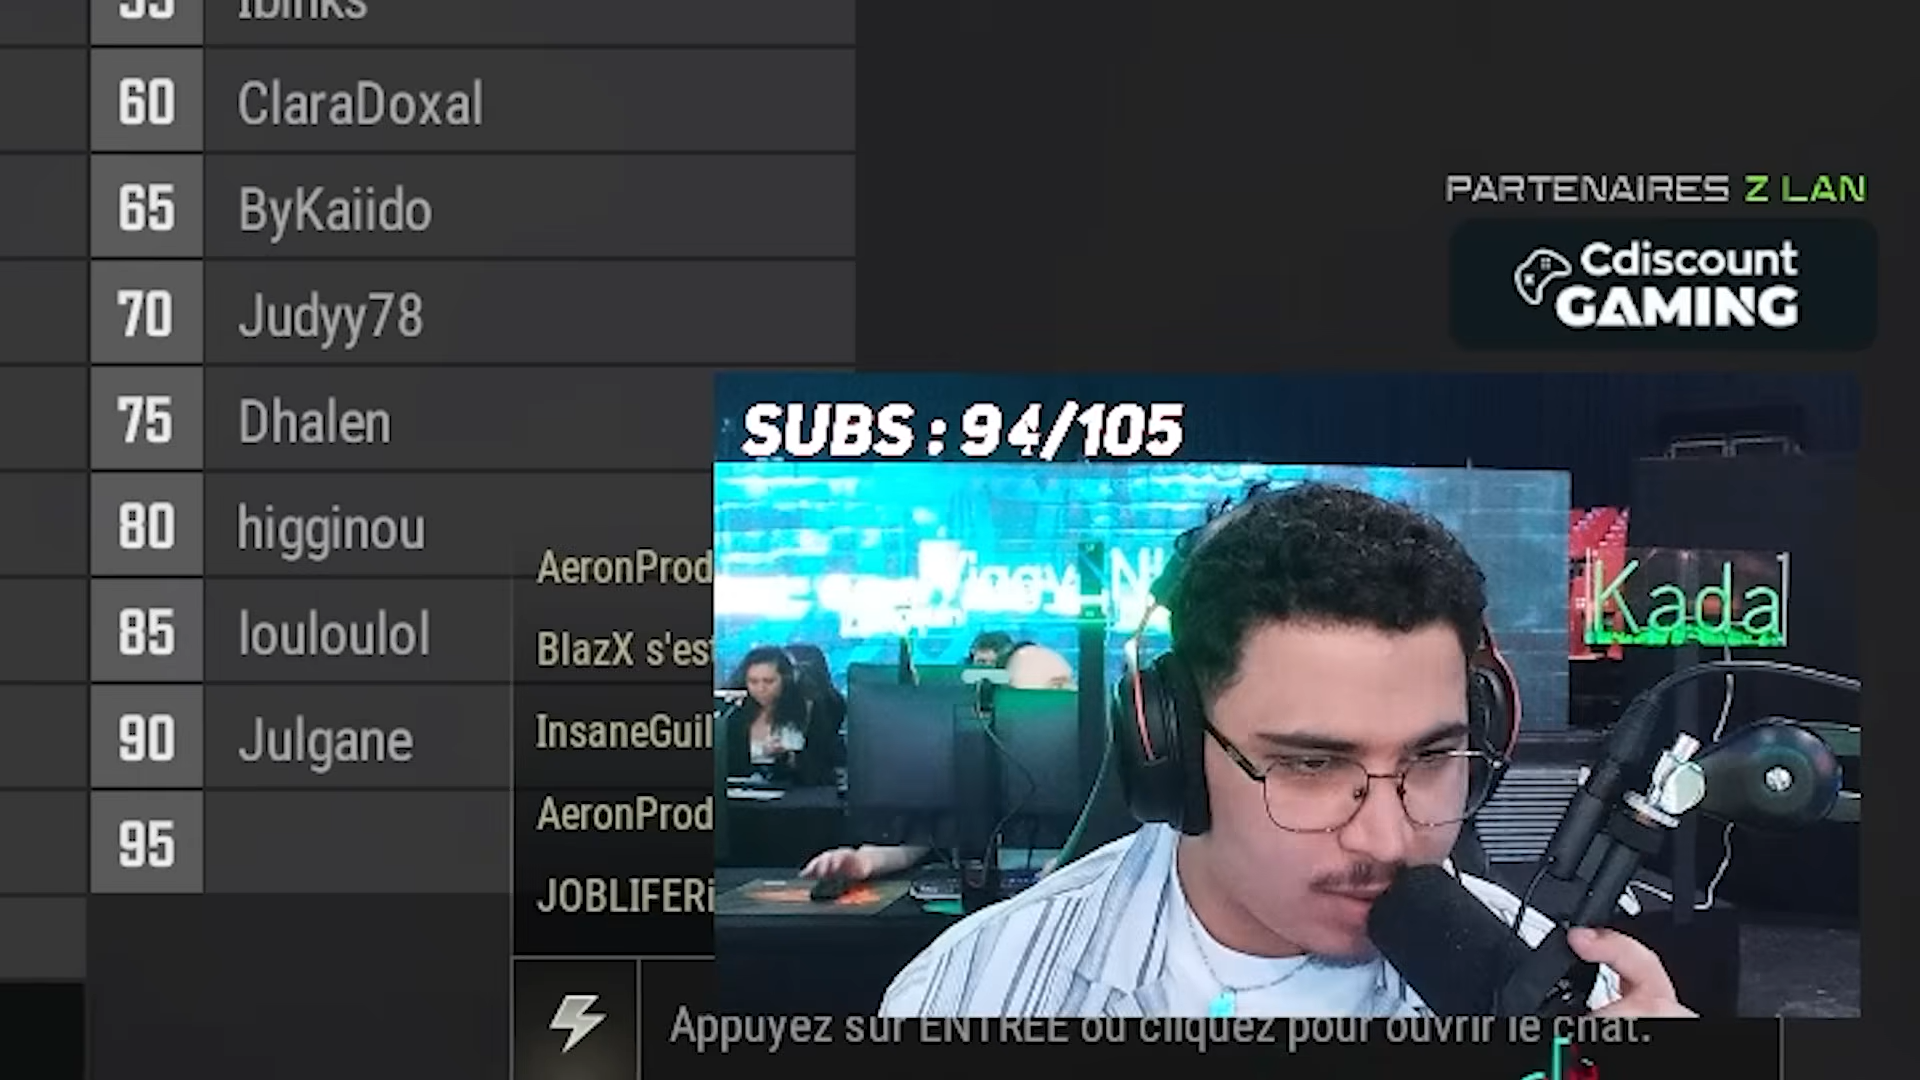 55 Ibinks
60 ClaraDoxal
65 ByKaiido
70 Judyy78
75 Dhalen
80 higginou
85 louloulol
90 Julgane
95
AeronProd
BlazX s'est
InsaneGuil
AeronProd
JOBLIFERi
Appuyez sur ENTRÉE ou cliquez pour ouvrir le chat.
PARTENAIRES Z LAN
Cdiscount
GAMING
SUBS : 94/105
Kada